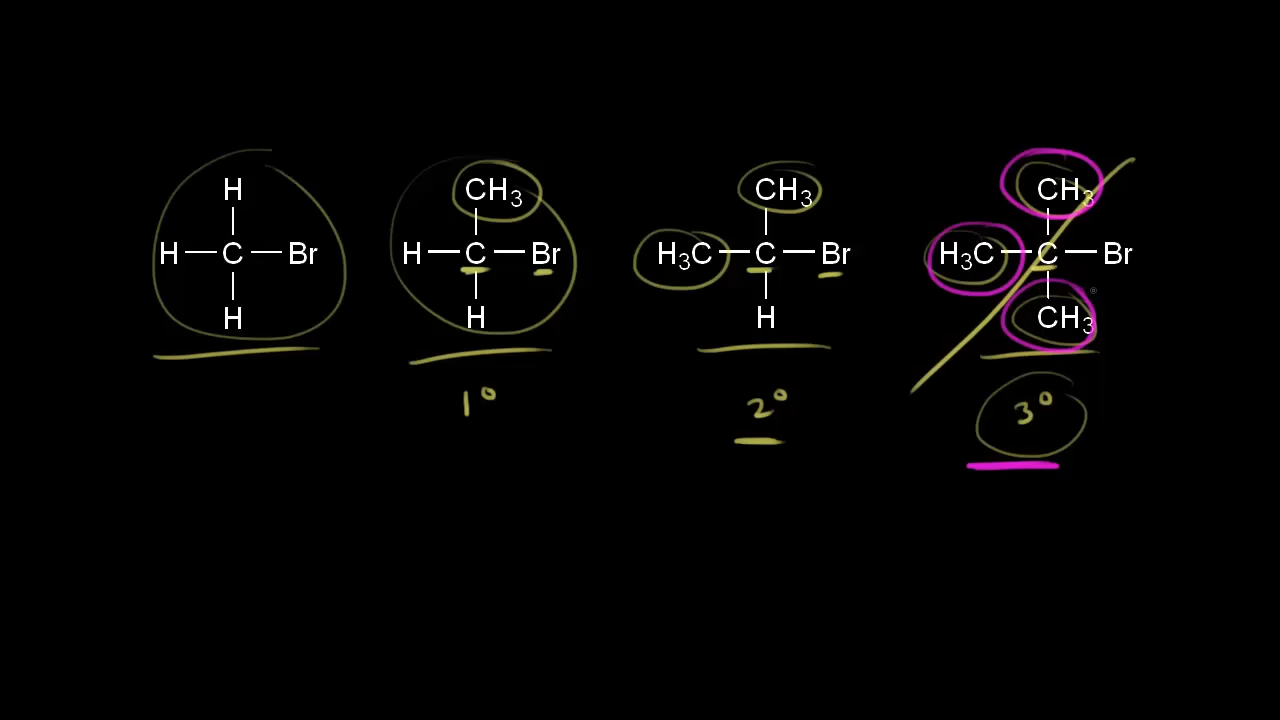 H CH₃ CH₃ CH₃
H C Br H C Br H₃C C Br H₃C C Br
H H H CH₃
1° 2° 3°